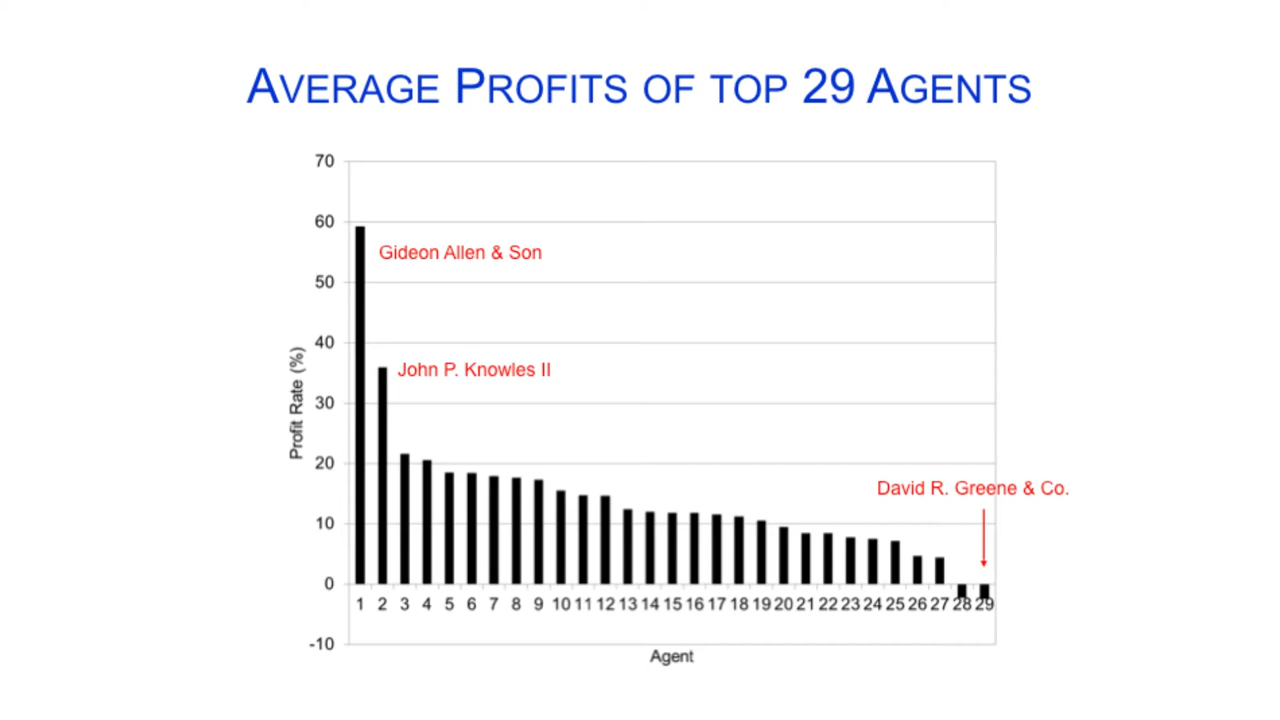 AVERAGE PROFITS OF TOP 29 AGENTS
70
60
50
40
30
20
10
0
-10
Profit Rate (%)
Gideon Allen & Son
John P. Knowles II
David R. Greene & Co.
1 2 3 4 5 6 7 8 9 10 11 12 13 14 15 16 17 18 19 20 21 22 23 24 25 26 27 28 29
Agent